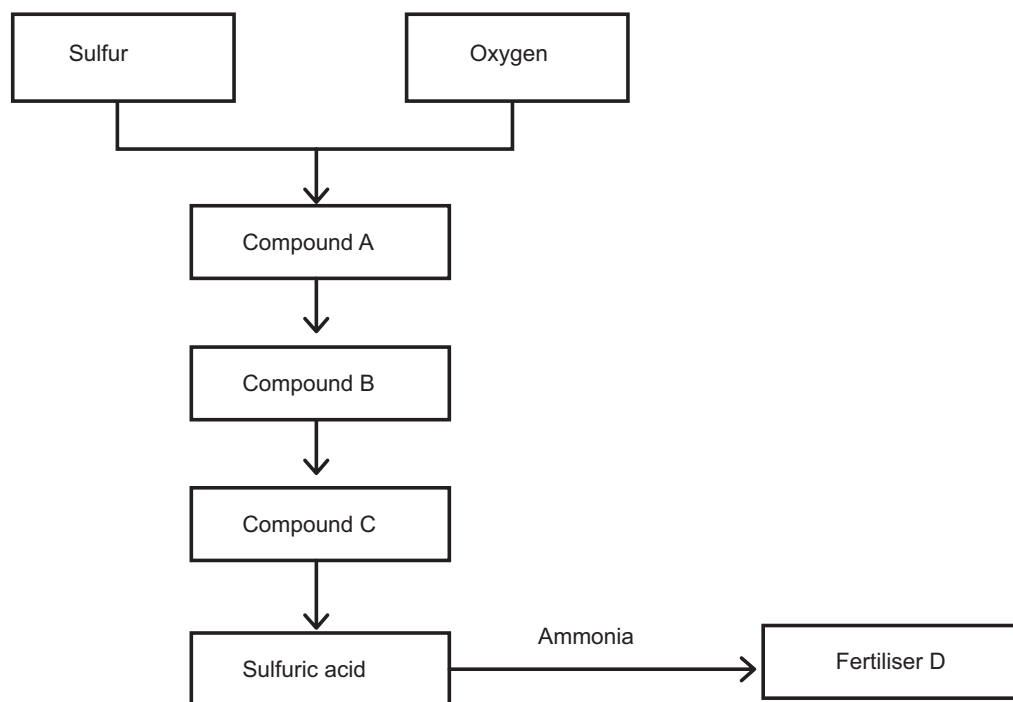 Sulfur
Oxygen
Compound A
Compound B
Compound C
Ammonia
Sulfuric acid
Fertiliser D